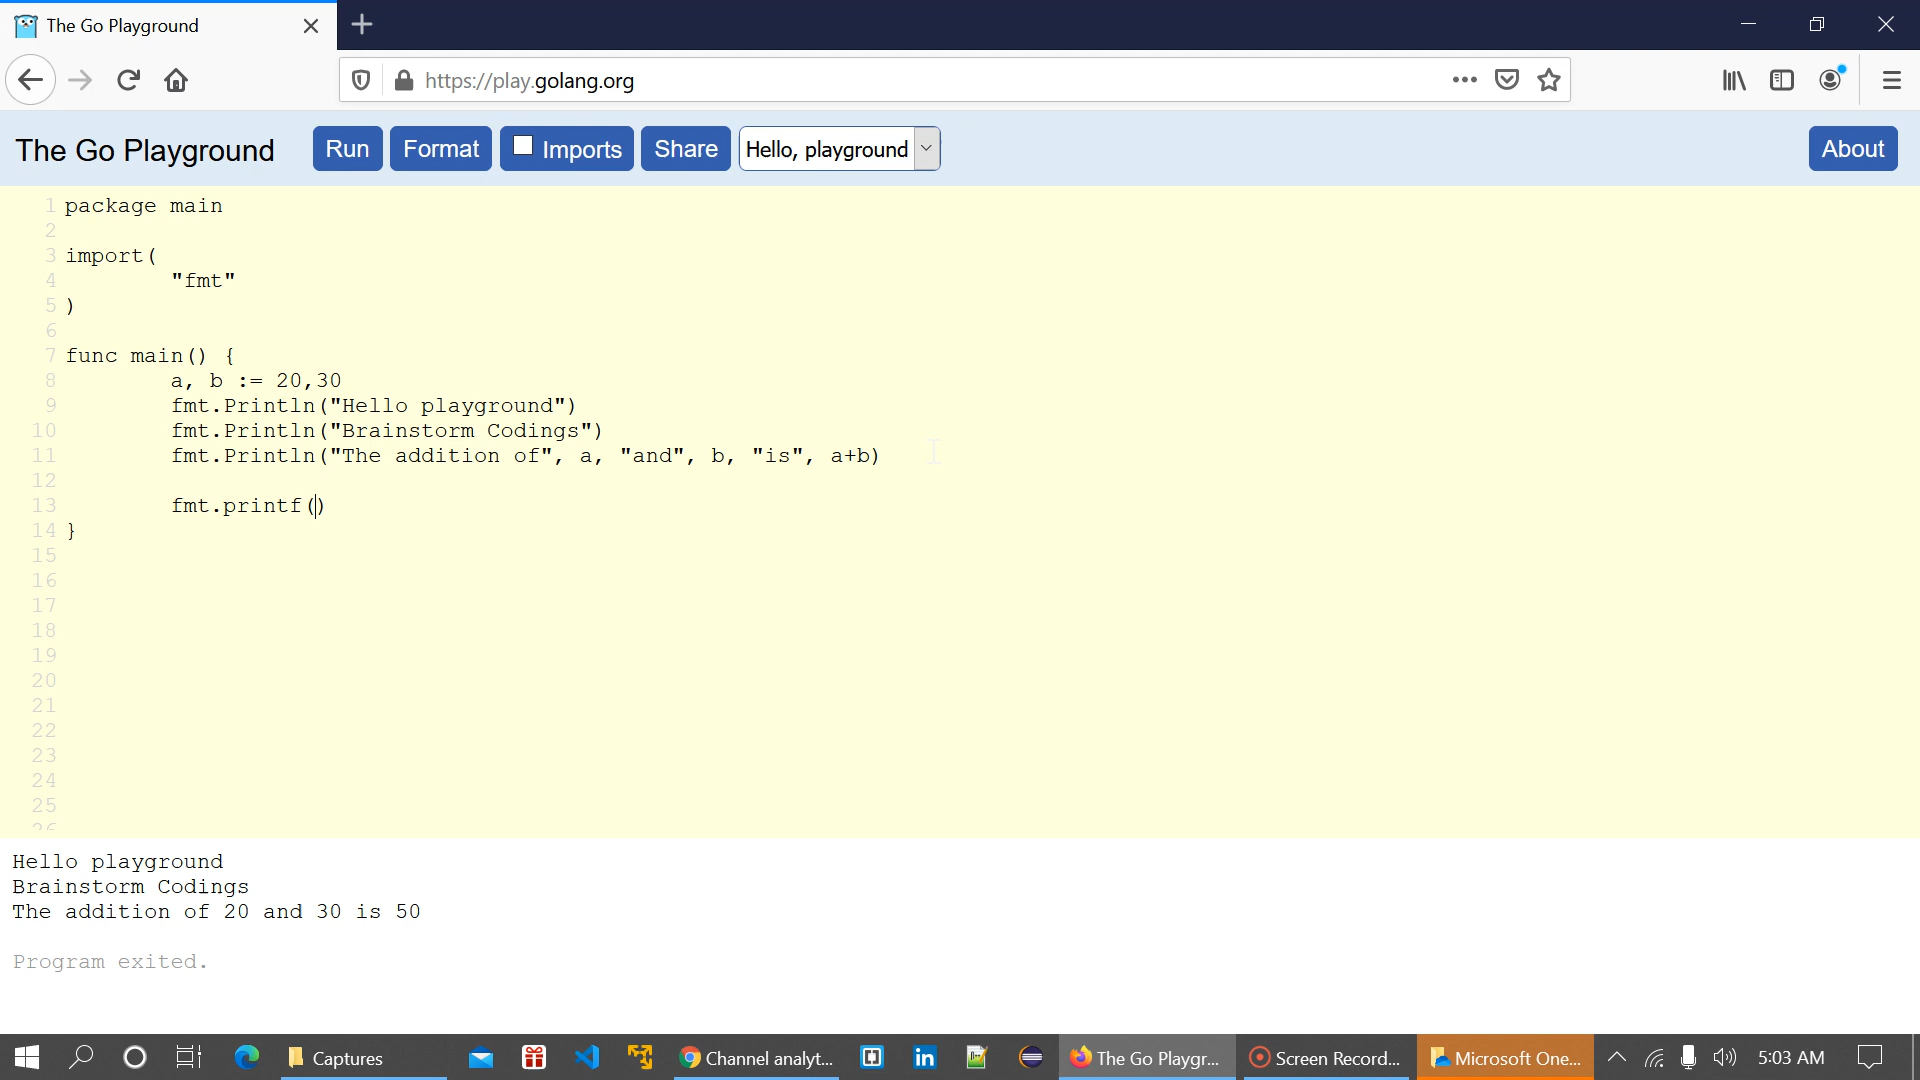 The Go Playground
https://play.golang.org
The Go Playground
Run
Format
Imports
Share
Hello, playground
About
1 package main
2
3 import(
4 "fmt"
5 )
6
7 func main() {
8 a, b := 20,30
9 fmt.Println("Hello playground")
10 fmt.Println("Brainstorm Codings")
11 fmt.Println("The addition of", a, "and", b, "is", a+b)
12
13 fmt.printf()
14 }
15
16
17
18
19
20
21
22
23
24
25
26
Hello playground
Brainstorm Codings
The addition of 20 and 30 is 50
Program exited.
Captures
Channel analyt...
The Go Playgr...
Screen Record...
Microsoft One...
5:03 AM